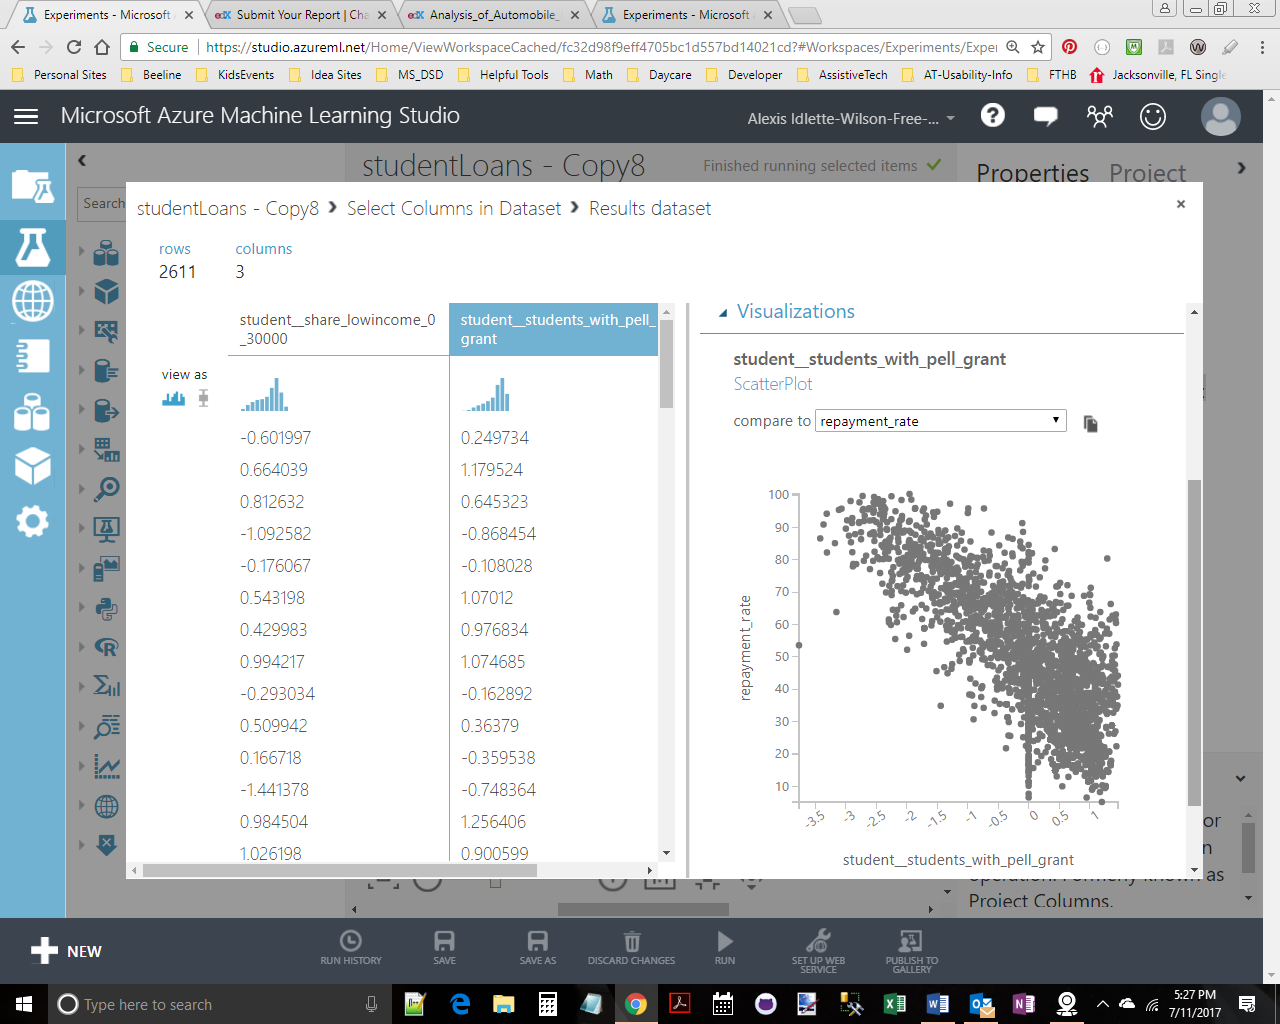 Experiments - Microsoft
Submit Your Report | Cha
Analysis_of_Automobile_
Experiments - Microsoft
Secure
https://studio.azureml.net/Home/ViewWorkspaceCached/fc32d98f9eff4705bc1d557bd14021cd?#Workspaces/Experiments/Exper
Personal Sites
Beeline
KidsEvents
Idea Sites
MS_DSD
Helpful Tools
Math
Daycare
Developer
AssistiveTech
AT-Usability-Info
FTHB
Jacksonville, FL Single
Microsoft Azure Machine Learning Studio
Alexis Idlette-Wilson-Free-...
studentLoans - Copy8
Finished running selected items
Properties Project
Search
studentLoans - Copy8 > Select Columns in Dataset > Results dataset
rows
2611
columns
3
student__share_lowincome_0
_30000
student__students_with_pell_
grant
view as
-0.601997 0.249734
0.664039 1.179524
0.812632 0.645323
-1.092582 -0.868454
-0.176067 -0.108028
0.543198 1.07012
0.429983 0.976834
0.994217 1.074685
-0.293034 -0.162892
0.509942 0.36379
0.166718 -0.359538
-1.441378 -0.748364
0.984504 1.256406
1.026198 0.900599
Visualizations
student__students_with_pell_grant
ScatterPlot
compare to repayment_rate
100
90
80
70
60
50
40
30
20
10
repayment_rate
-3.5 -3 -2.5 -2 -1.5 -1 -0.5 0 0.5 1
student__students_with_pell_grant
or
n
as
Project Columns.
NEW
RUN HISTORY
SAVE
SAVE AS
DISCARD CHANGES
RUN
SET UP WEB
SERVICE
PUBLISH TO
GALLERY
Type here to search
5:27 PM
7/11/2017